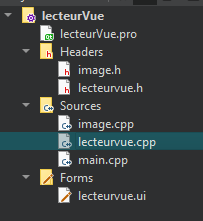 lecteurVue
lecteurVue.pro
Headers
image.h
lecteurvue.h
Sources
image.cpp
lecteurvue.cpp
main.cpp
Forms
lecteurvue.ui